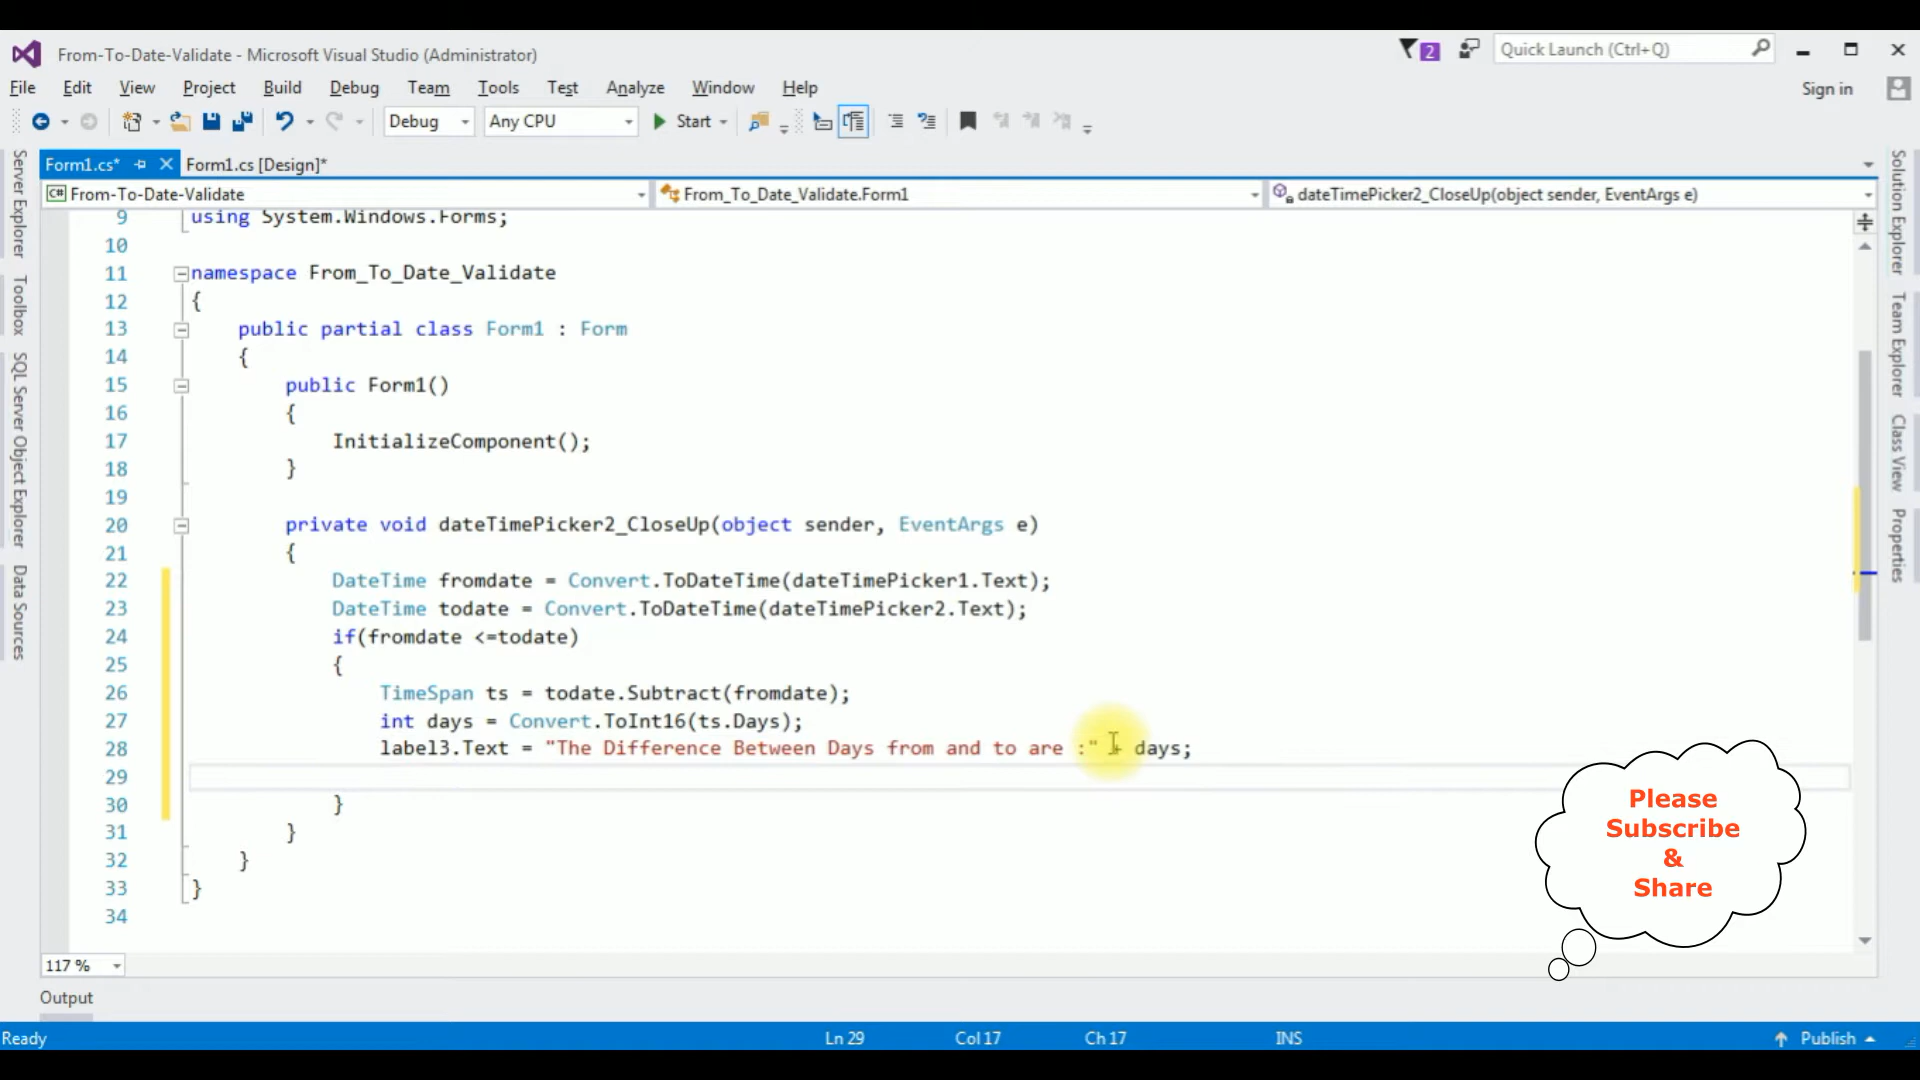 From-To-Date-Validate - Microsoft Visual Studio (Administrator)
2
Quick Launch (Ctrl+Q)
File Edit View Project Build Debug Team Tools Test Analyze Window Help
Sign in
Debug Any CPU Start
Form1.cs* Form1.cs [Design]*
C# From-To-Date-Validate From_To_Date_Validate.Form1 dateTimePicker2_CloseUp(object sender, EventArgs e)
Server Explorer
Toolbox
SQL Server Object Explorer
Data Sources
9 using System.Windows.Forms;
10
11 namespace From_To_Date_Validate
12 {
13 public partial class Form1 : Form
14 {
15 public Form1()
16 {
17 InitializeComponent();
18 }
19
20 private void dateTimePicker2_CloseUp(object sender, EventArgs e)
21 {
22 DateTime fromdate = Convert.ToDateTime(dateTimePicker1.Text);
23 DateTime todate = Convert.ToDateTime(dateTimePicker2.Text);
24 if(fromdate <=todate)
25 {
26 TimeSpan ts = todate.Subtract(fromdate);
27 int days = Convert.ToInt16(ts.Days);
28 label3.Text = "The Difference Between Days from and to are :" + days;
29
30 }
31 }
32 }
33 }
34
Solution Explorer
Team Explorer
Class View
Properties
Please
Subscribe
&
Share
117 %
Output
Ready Ln 29 Col 17 Ch 17 INS Publish